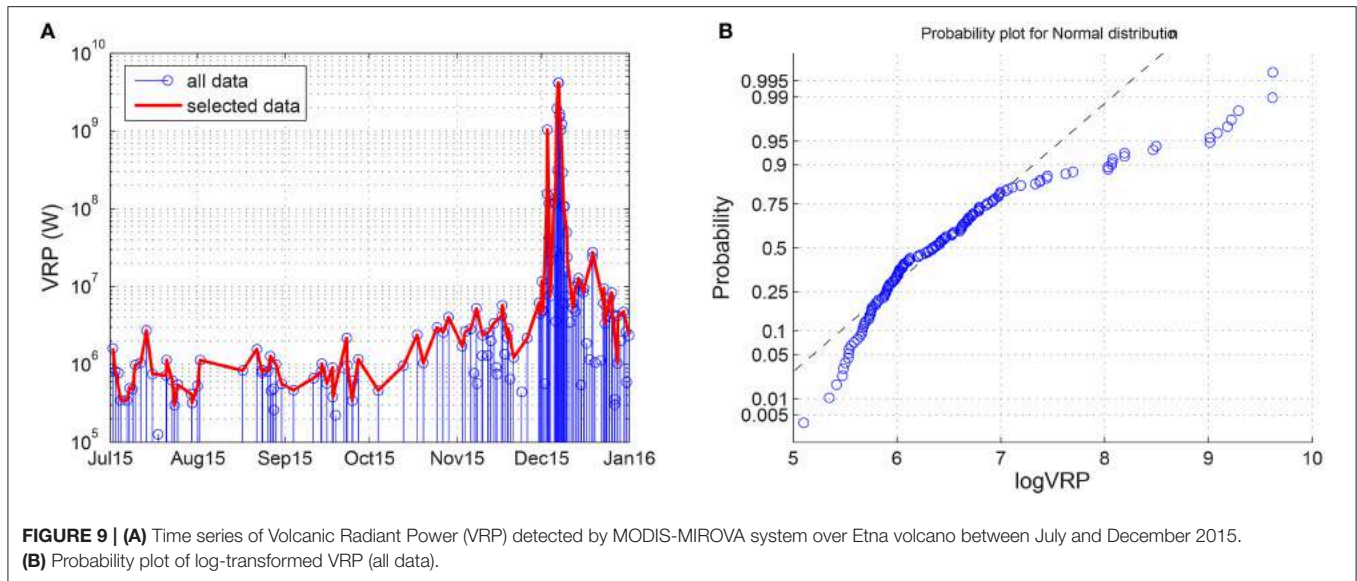 A
10^10
10^9
10^8
10^7
10^6
10^5
VRP (W)
all data
selected data
Jul15 Aug15 Sep15 Oct15 Nov15 Dec15 Jan16
B
Probability plot for Normal distribution
0.995
0.99
0.95
0.9
0.75
0.5
0.25
0.1
0.05
0.01
0.005
Probability
5 6 7 8 9 10
logVRP
FIGURE 9 | (A) Time series of Volcanic Radiant Power (VRP) detected by MODIS-MIROVA system over Etna volcano between July and December 2015.
(B) Probability plot of log-transformed VRP (all data).